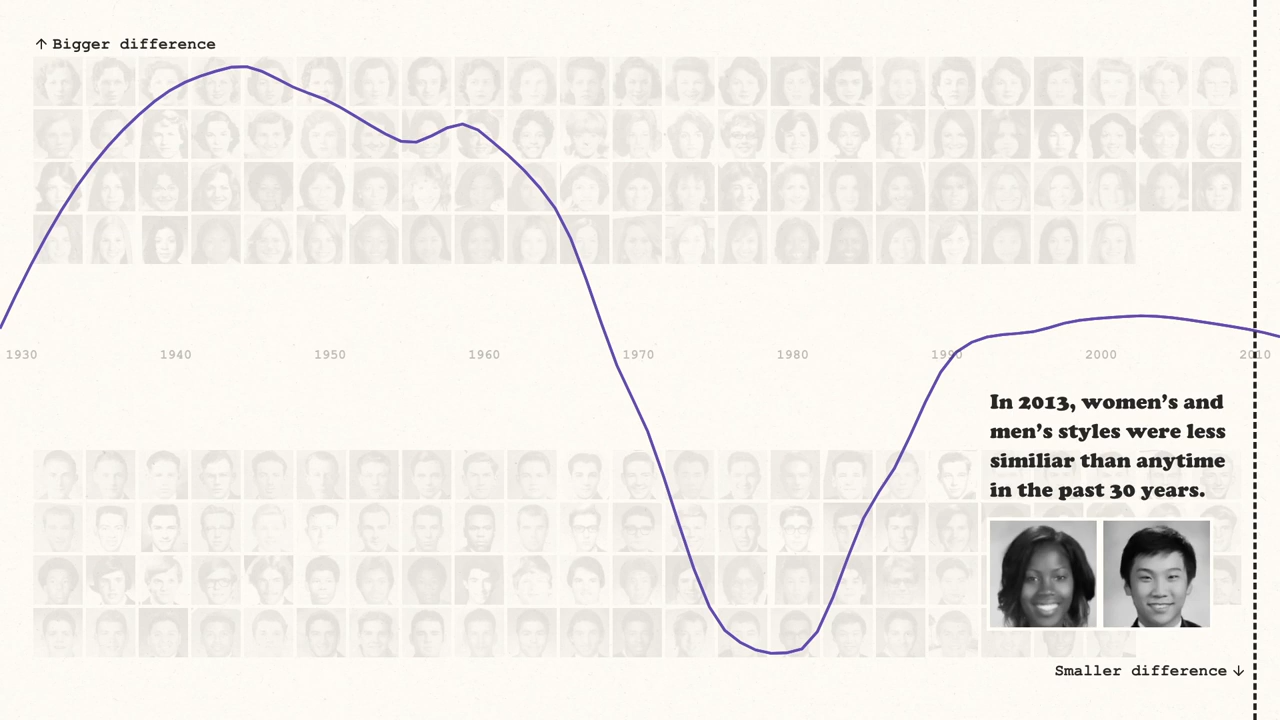 ↑ Bigger difference
1930 1940 1950 1960 1970 1980 1990 2000 2010
In 2013, women’s and
men’s styles were less
similiar than anytime
in the past 30 years.
Smaller difference ↓